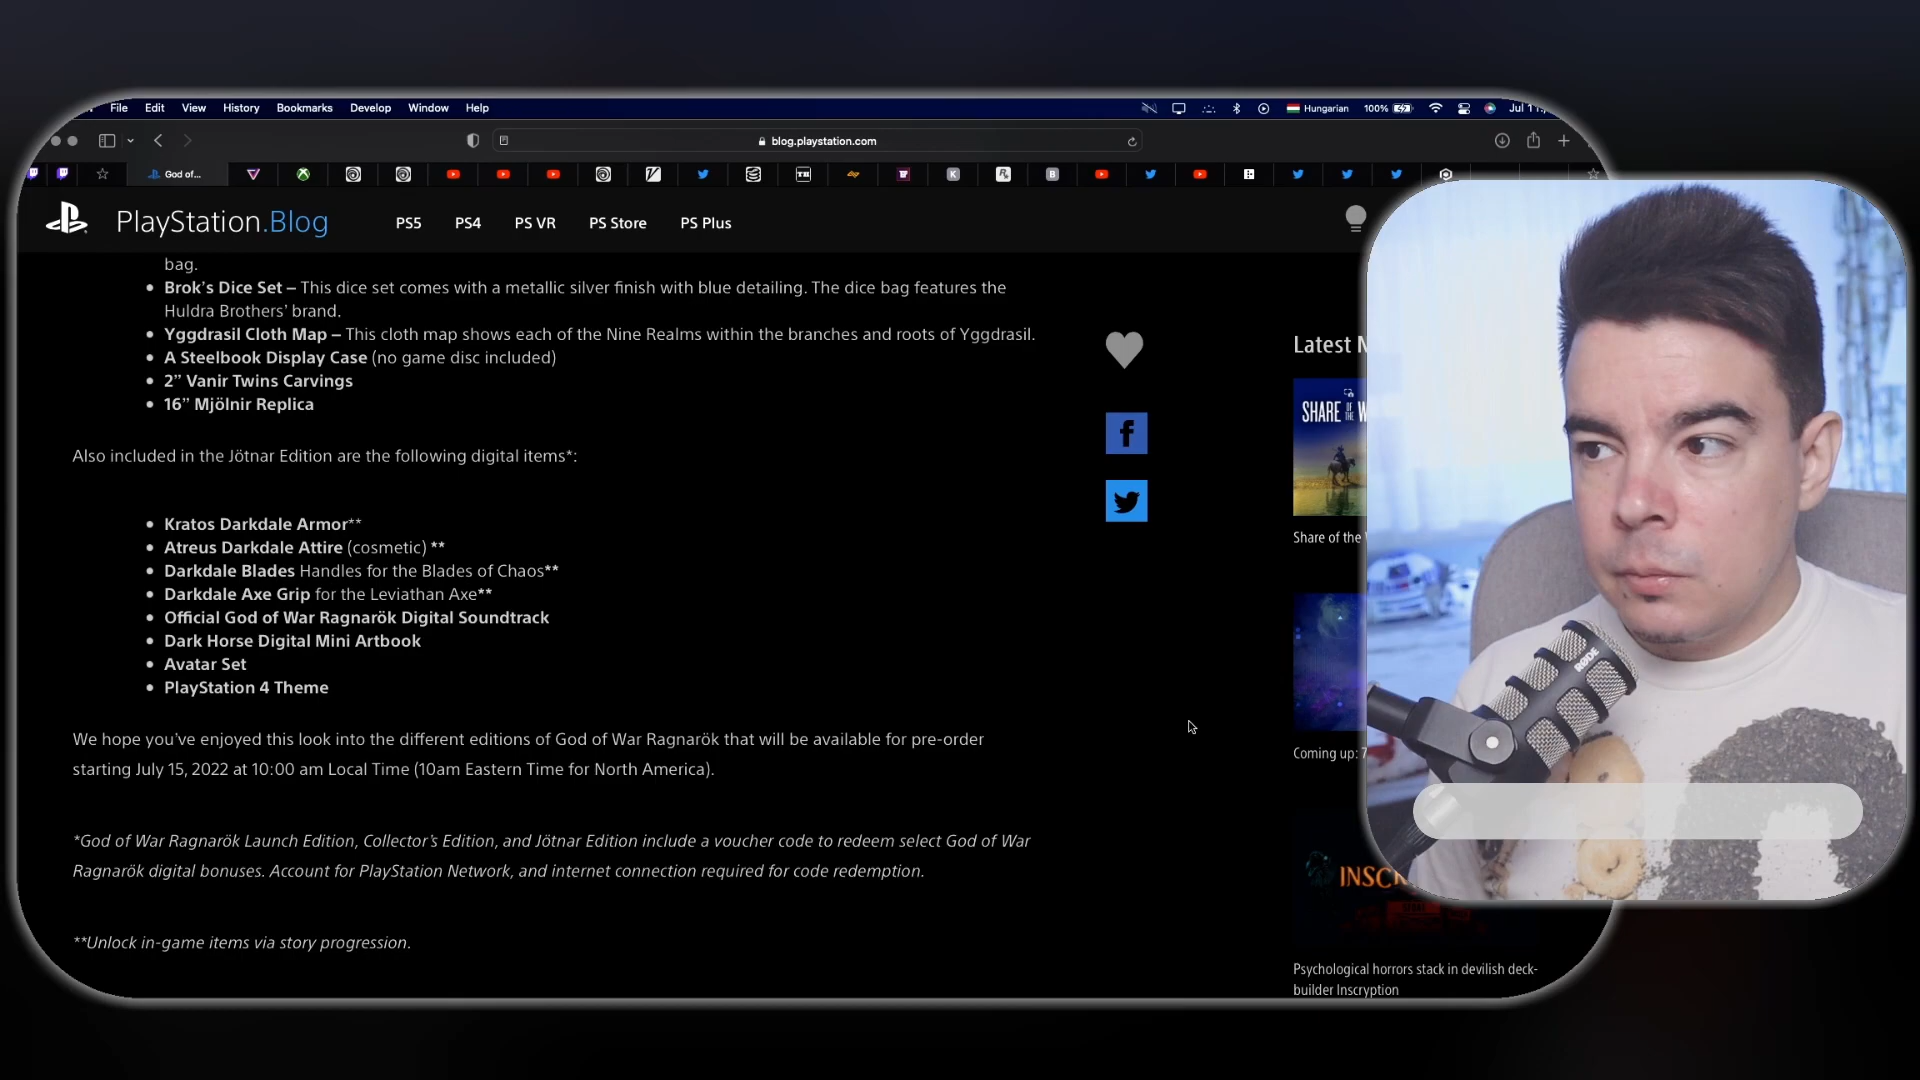 File Edit View History Bookmarks Develop Window Help
Hungarian 100% Jul 11
blog.playstation.com
God of...
PlayStation.Blog PS5 PS4 PS VR PS Store PS Plus
bag.
• Brok's Dice Set – This dice set comes with a metallic silver finish with blue detailing. The dice bag features the
Huldra Brothers' brand.
• Yggdrasil Cloth Map – This cloth map shows each of the Nine Realms within the branches and roots of Yggdrasil.
• A Steelbook Display Case (no game disc included)
• 2” Vanir Twins Carvings
• 16” Mjölnir Replica
Also included in the Jötnar Edition are the following digital items*:
• Kratos Darkdale Armor**
• Atreus Darkdale Attire (cosmetic) **
• Darkdale Blades Handles for the Blades of Chaos**
• Darkdale Axe Grip for the Leviathan Axe**
• Official God of War Ragnarök Digital Soundtrack
• Dark Horse Digital Mini Artbook
• Avatar Set
• PlayStation 4 Theme
We hope you've enjoyed this look into the different editions of God of War Ragnarök that will be available for pre-order
starting July 15, 2022 at 10:00 am Local Time (10am Eastern Time for North America).
*God of War Ragnarök Launch Edition, Collector's Edition, and Jötnar Edition include a voucher code to redeem select God of War
Ragnarök digital bonuses. Account for PlayStation Network, and internet connection required for code redemption.
**Unlock in-game items via story progression.
Latest
SHARE OF THE W
Share of the
Coming up:
INSC
Psychological horrors stack in devilish deck-
builder Inscryption
RØDE